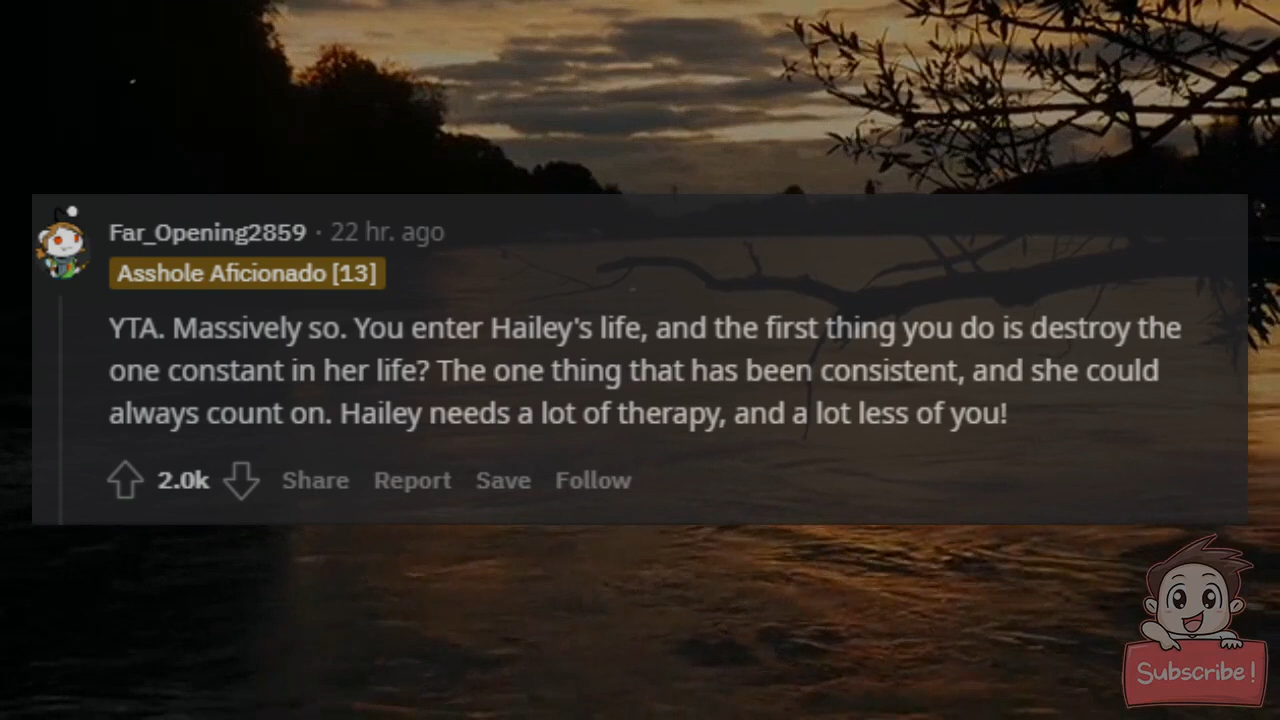 Far_Opening2859 · 22 hr. ago
Asshole Aficionado [13]
YTA. Massively so. You enter Hailey's life, and the first thing you do is destroy the
one constant in her life? The one thing that has been consistent, and she could
always count on. Hailey needs a lot of therapy, and a lot less of you!
2.0k Share Report Save Follow
Subscribe!